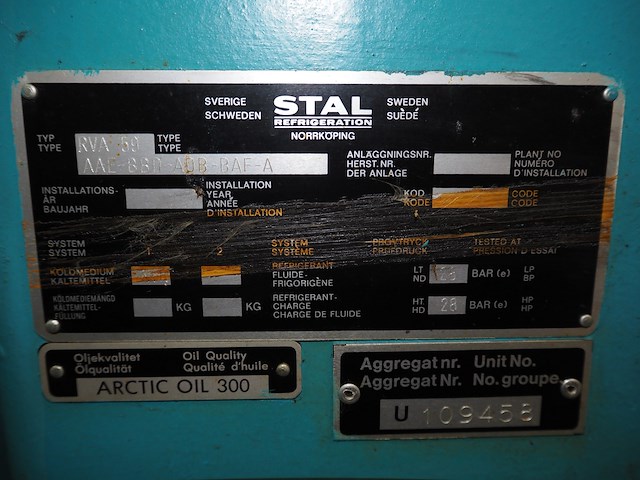 SVERIGE STAL SWEDEN
SCHWEDEN REFRIGERATION SUÈDE
NORRKÖPING
TYP RVA 50 TYPE
TYPE TYPE
ANLÄGGNINGSNR. PLANT NO
HERST.NR. NUMÉRO
DER ANLAGE D'INSTALLATION
INSTALLATIONS- INSTALLATION
ÅR YEAR
BAUJAHR ANNÉE
D'INSTALLATION
KOD CODE
KODE CODE
SYSTEM 1 2 SYSTEM PROVTRYCK TESTED AT
SYSTEM SYSTEME PRÜFDRUCK PRESSION D'ESSAI
KÖLDMEDIUM REFRIGERANT
KÄLTEMITTEL FLUIDE-
FRIGORIGÈNE
LT BAR (e) LP
ND BP
KÖLDMEDIEMÄNGD KG KG REFRIGERANT-
KÄLTEMITTEL- CHARGE
FÜLLUNG CHARGE DE FLUIDE
HT 28 BAR (e) HP
HD HP
Oljekvalitet Oil Quality
Ölqualität Qualité d'huile
ARCTIC OIL 300
Aggregat nr. Unit No.
Aggregat Nr. No. groupe
U 109458